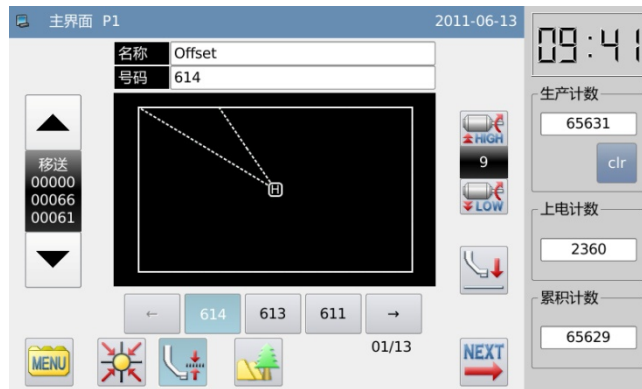 主界面 P1
2011-06-13
09:41
名称 Offset
号码 614
移送
00000
00066
00061
H
HIGH
9
LOW
生产计数
65631
clr
上电计数
2360
累积计数
65629
← 614 613 611 →
01/13
MENU
NEXT